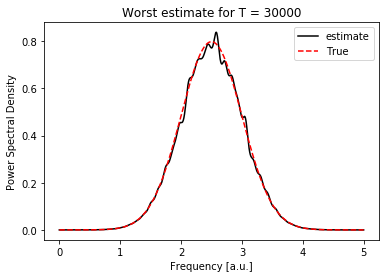 Worst estimate for T = 30000
estimate
True
Power Spectral Density
0.8
0.6
0.4
0.2
0.0
0 1 2 3 4 5
Frequency [a.u.]